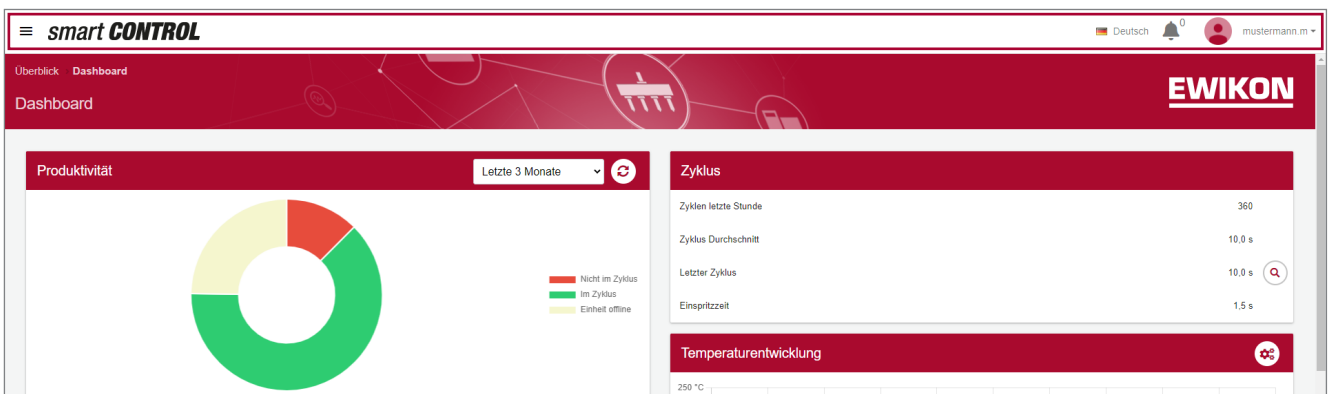 smart CONTROL
Deutsch
0
mustermann.m
Überblick Dashboard
Dashboard
EWIKON
Produktivität
Letzte 3 Monate
Nicht im Zyklus
Im Zyklus
Einheit offline
Zyklus
Zyklen letzte Stunde 360
Zyklus Durchschnitt 10,0 s
Letzter Zyklus 10,0 s
Einspritzzeit 1,5 s
Temperaturentwicklung
250 °C